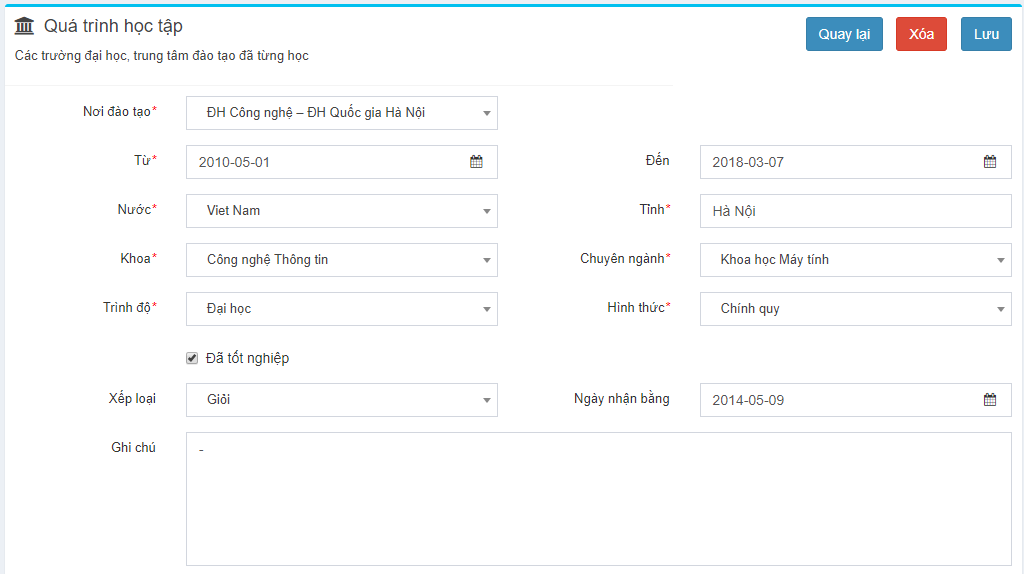 Quá trình học tập
Quay lại Xóa Lưu
Các trường đại học, trung tâm đào tạo đã từng học
Nơi đào tạo* ĐH Công nghệ – ĐH Quốc gia Hà Nội
Từ* 2010-05-01 Đến 2018-03-07
Nước* Viet Nam Tỉnh* Hà Nội
Khoa* Công nghệ Thông tin Chuyên ngành* Khoa học Máy tính
Trình độ* Đại học Hình thức* Chính quy
Đã tốt nghiệp
Xếp loại Giỏi Ngày nhận bằng 2014-05-09
Ghi chú -